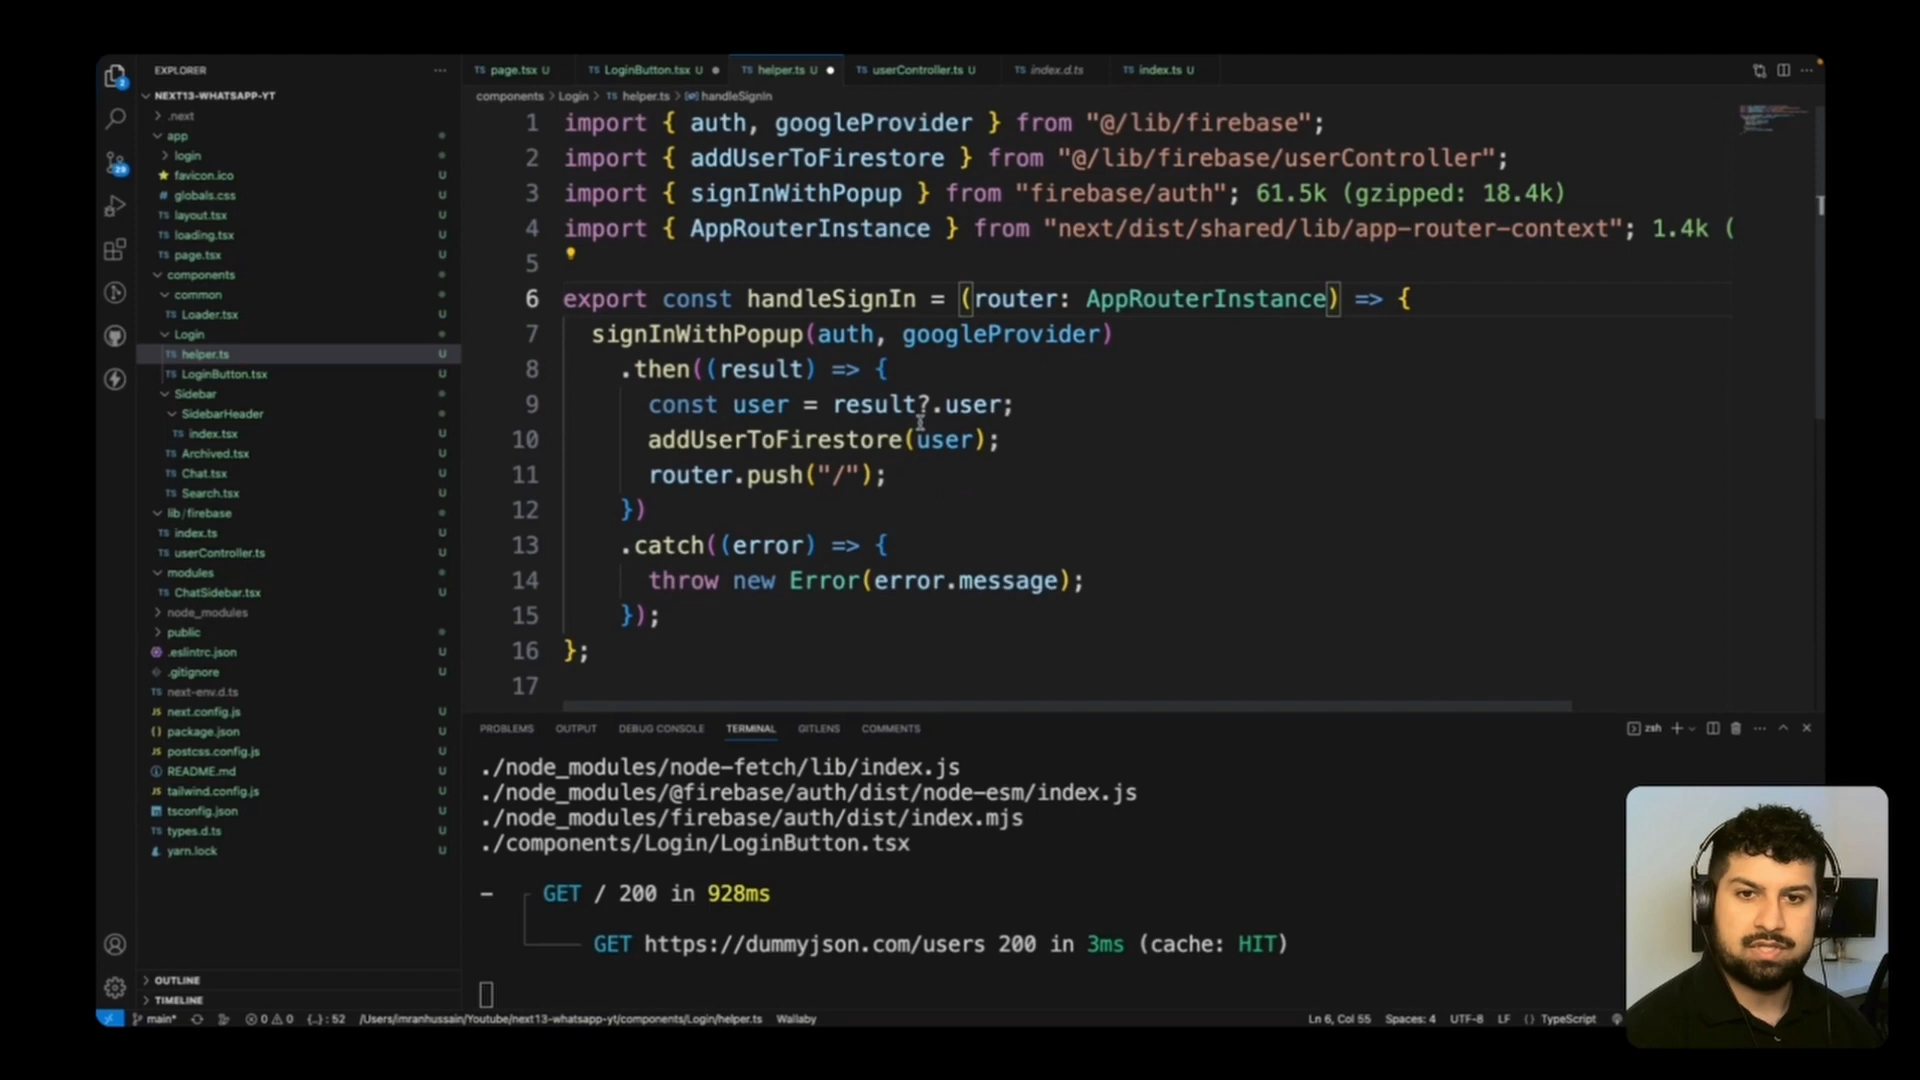 EXPLORER
NEXT13-WHATSAPP-YT
.next
app
login
favicon.ico U
globals.css U
layout.tsx U
loading.tsx U
page.tsx U
components
common
Loader.tsx U
Login
helper.ts U
LoginButton.tsx U
Sidebar
SidebarHeader
index.tsx U
Archived.tsx U
Chat.tsx U
Search.tsx U
lib/firebase
index.ts U
userController.ts U
modules
ChatSidebar.tsx U
node_modules
public
.eslintrc.json U
.gitignore U
next-env.d.ts
next.config.js U
package.json U
postcss.config.js U
README.md U
tailwind.config.js U
tsconfig.json U
types.d.ts U
yarn.lock U
OUTLINE
TIMELINE
page.tsx U LoginButton.tsx U helper.ts U userController.ts U index.d.ts index.ts U
components > Login > helper.ts > handleSignIn
1 import { auth, googleProvider } from "@/lib/firebase";
2 import { addUserToFirestore } from "@/lib/firebase/userController";
3 import { signInWithPopup } from "firebase/auth"; 61.5k (gzipped: 18.4k)
4 import { AppRouterInstance } from "next/dist/shared/lib/app-router-context"; 1.4k (
5
6 export const handleSignIn = (router: AppRouterInstance) => {
7 signInWithPopup(auth, googleProvider)
8 .then((result) => {
9 const user = result?.user;
10 addUserToFirestore(user);
11 router.push("/");
12 })
13 .catch((error) => {
14 throw new Error(error.message);
15 });
16 };
17
PROBLEMS OUTPUT DEBUG CONSOLE TERMINAL GITLENS COMMENTS zsh
./node_modules/node-fetch/lib/index.js
./node_modules/@firebase/auth/dist/node-esm/index.js
./node_modules/firebase/auth/dist/index.mjs
./components/Login/LoginButton.tsx
- GET / 200 in 928ms
GET https://dummyjson.com/users 200 in 3ms (cache: HIT)
main* 0 0 {..} : 52 /Users/imranhussain/Youtube/next13-whatsapp-yt/components/Login/helper.ts Wallaby Ln 6, Col 55 Spaces: 4 UTF-8 LF {} TypeScript